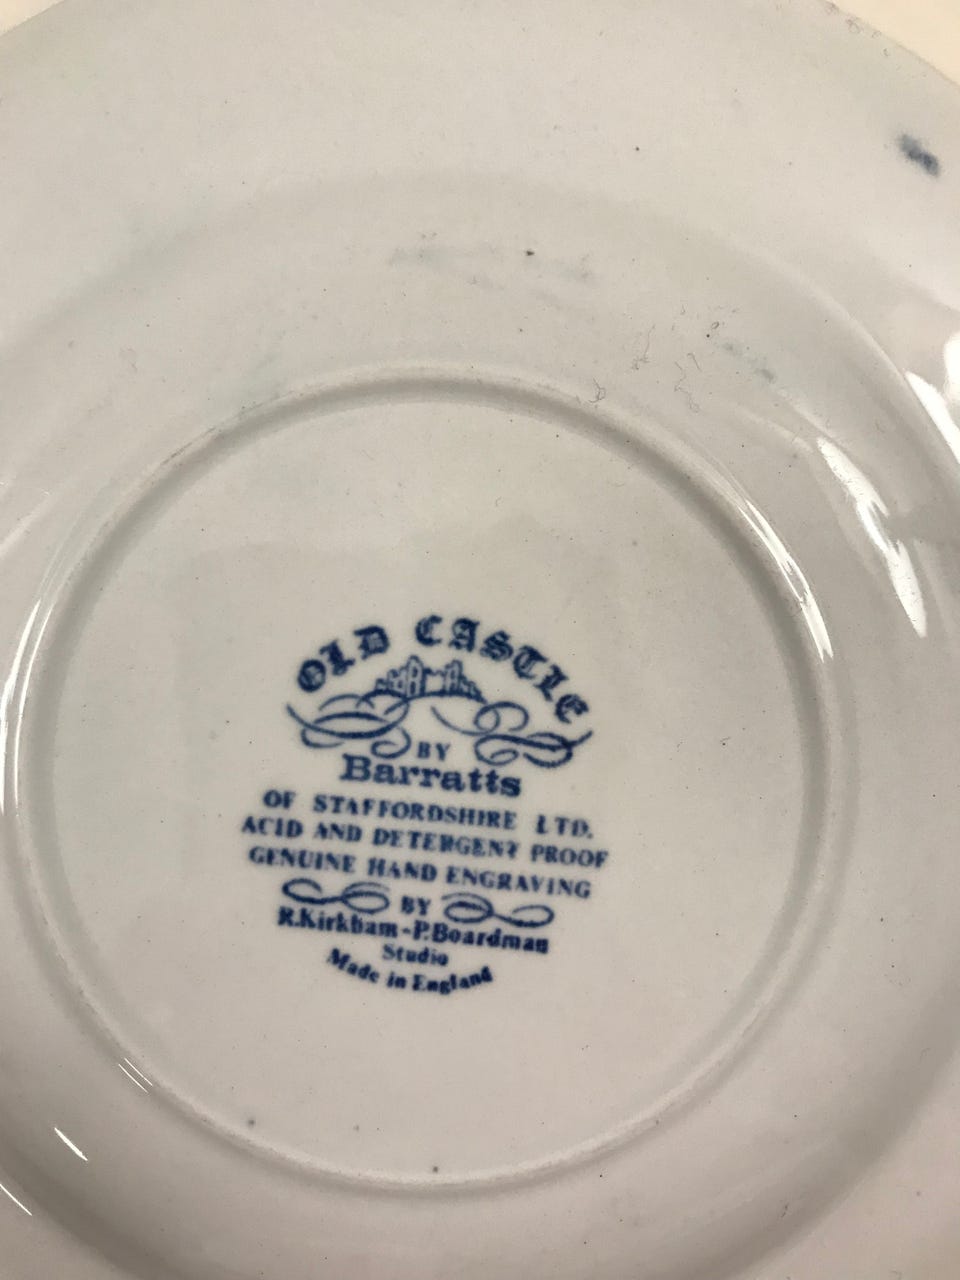 OLD CASTLE
BY
Barratts
OF STAFFORDSHIRE LTD.
ACID AND DETERGENT PROOF
GENUINE HAND ENGRAVING
BY
R.Kirkham-P.Boardman
Studio
Made in England